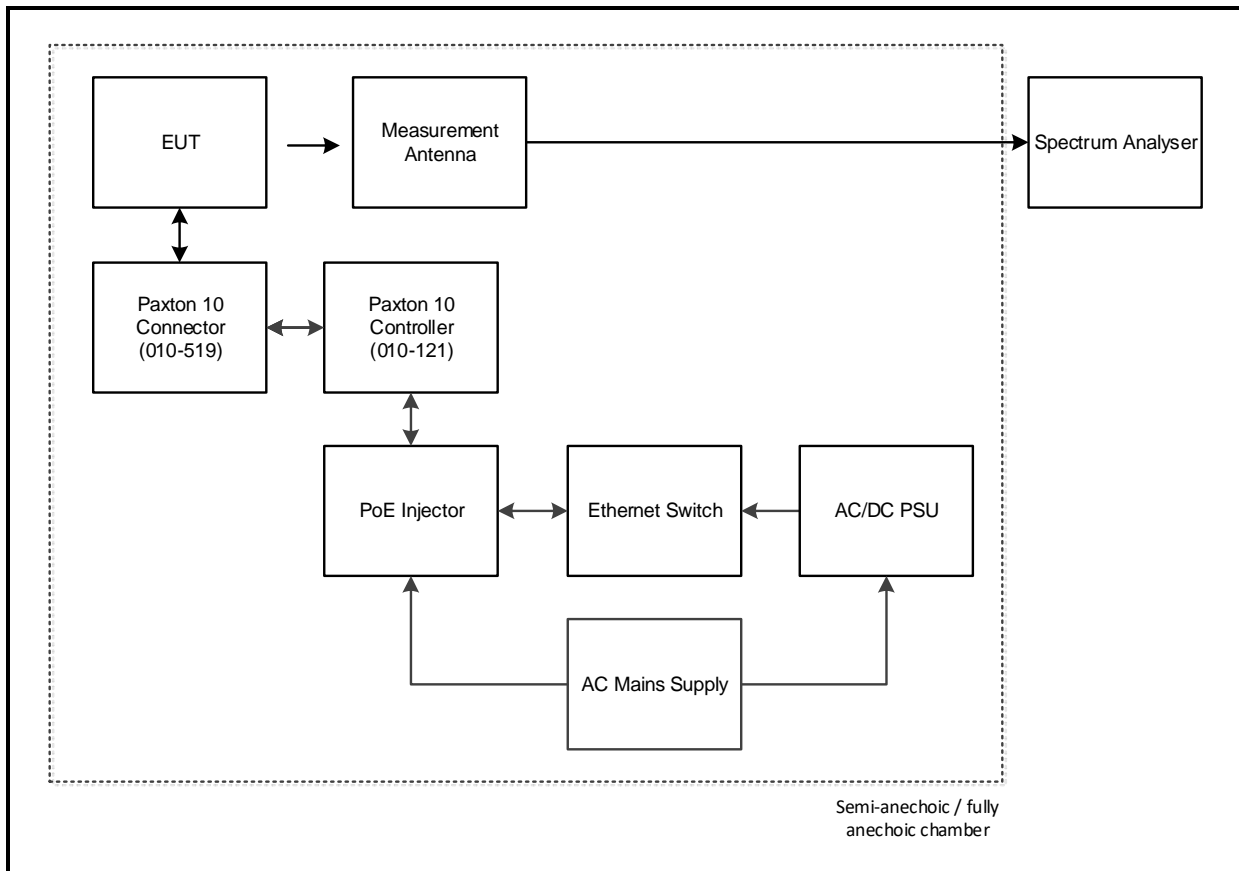 EUT
Measurement
Antenna
Spectrum Analyser
Paxton 10
Connector
(010-519)
Paxton 10
Controller
(010-121)
PoE Injector
Ethernet Switch
AC/DC PSU
AC Mains Supply
Semi-anechoic / fully
anechoic chamber